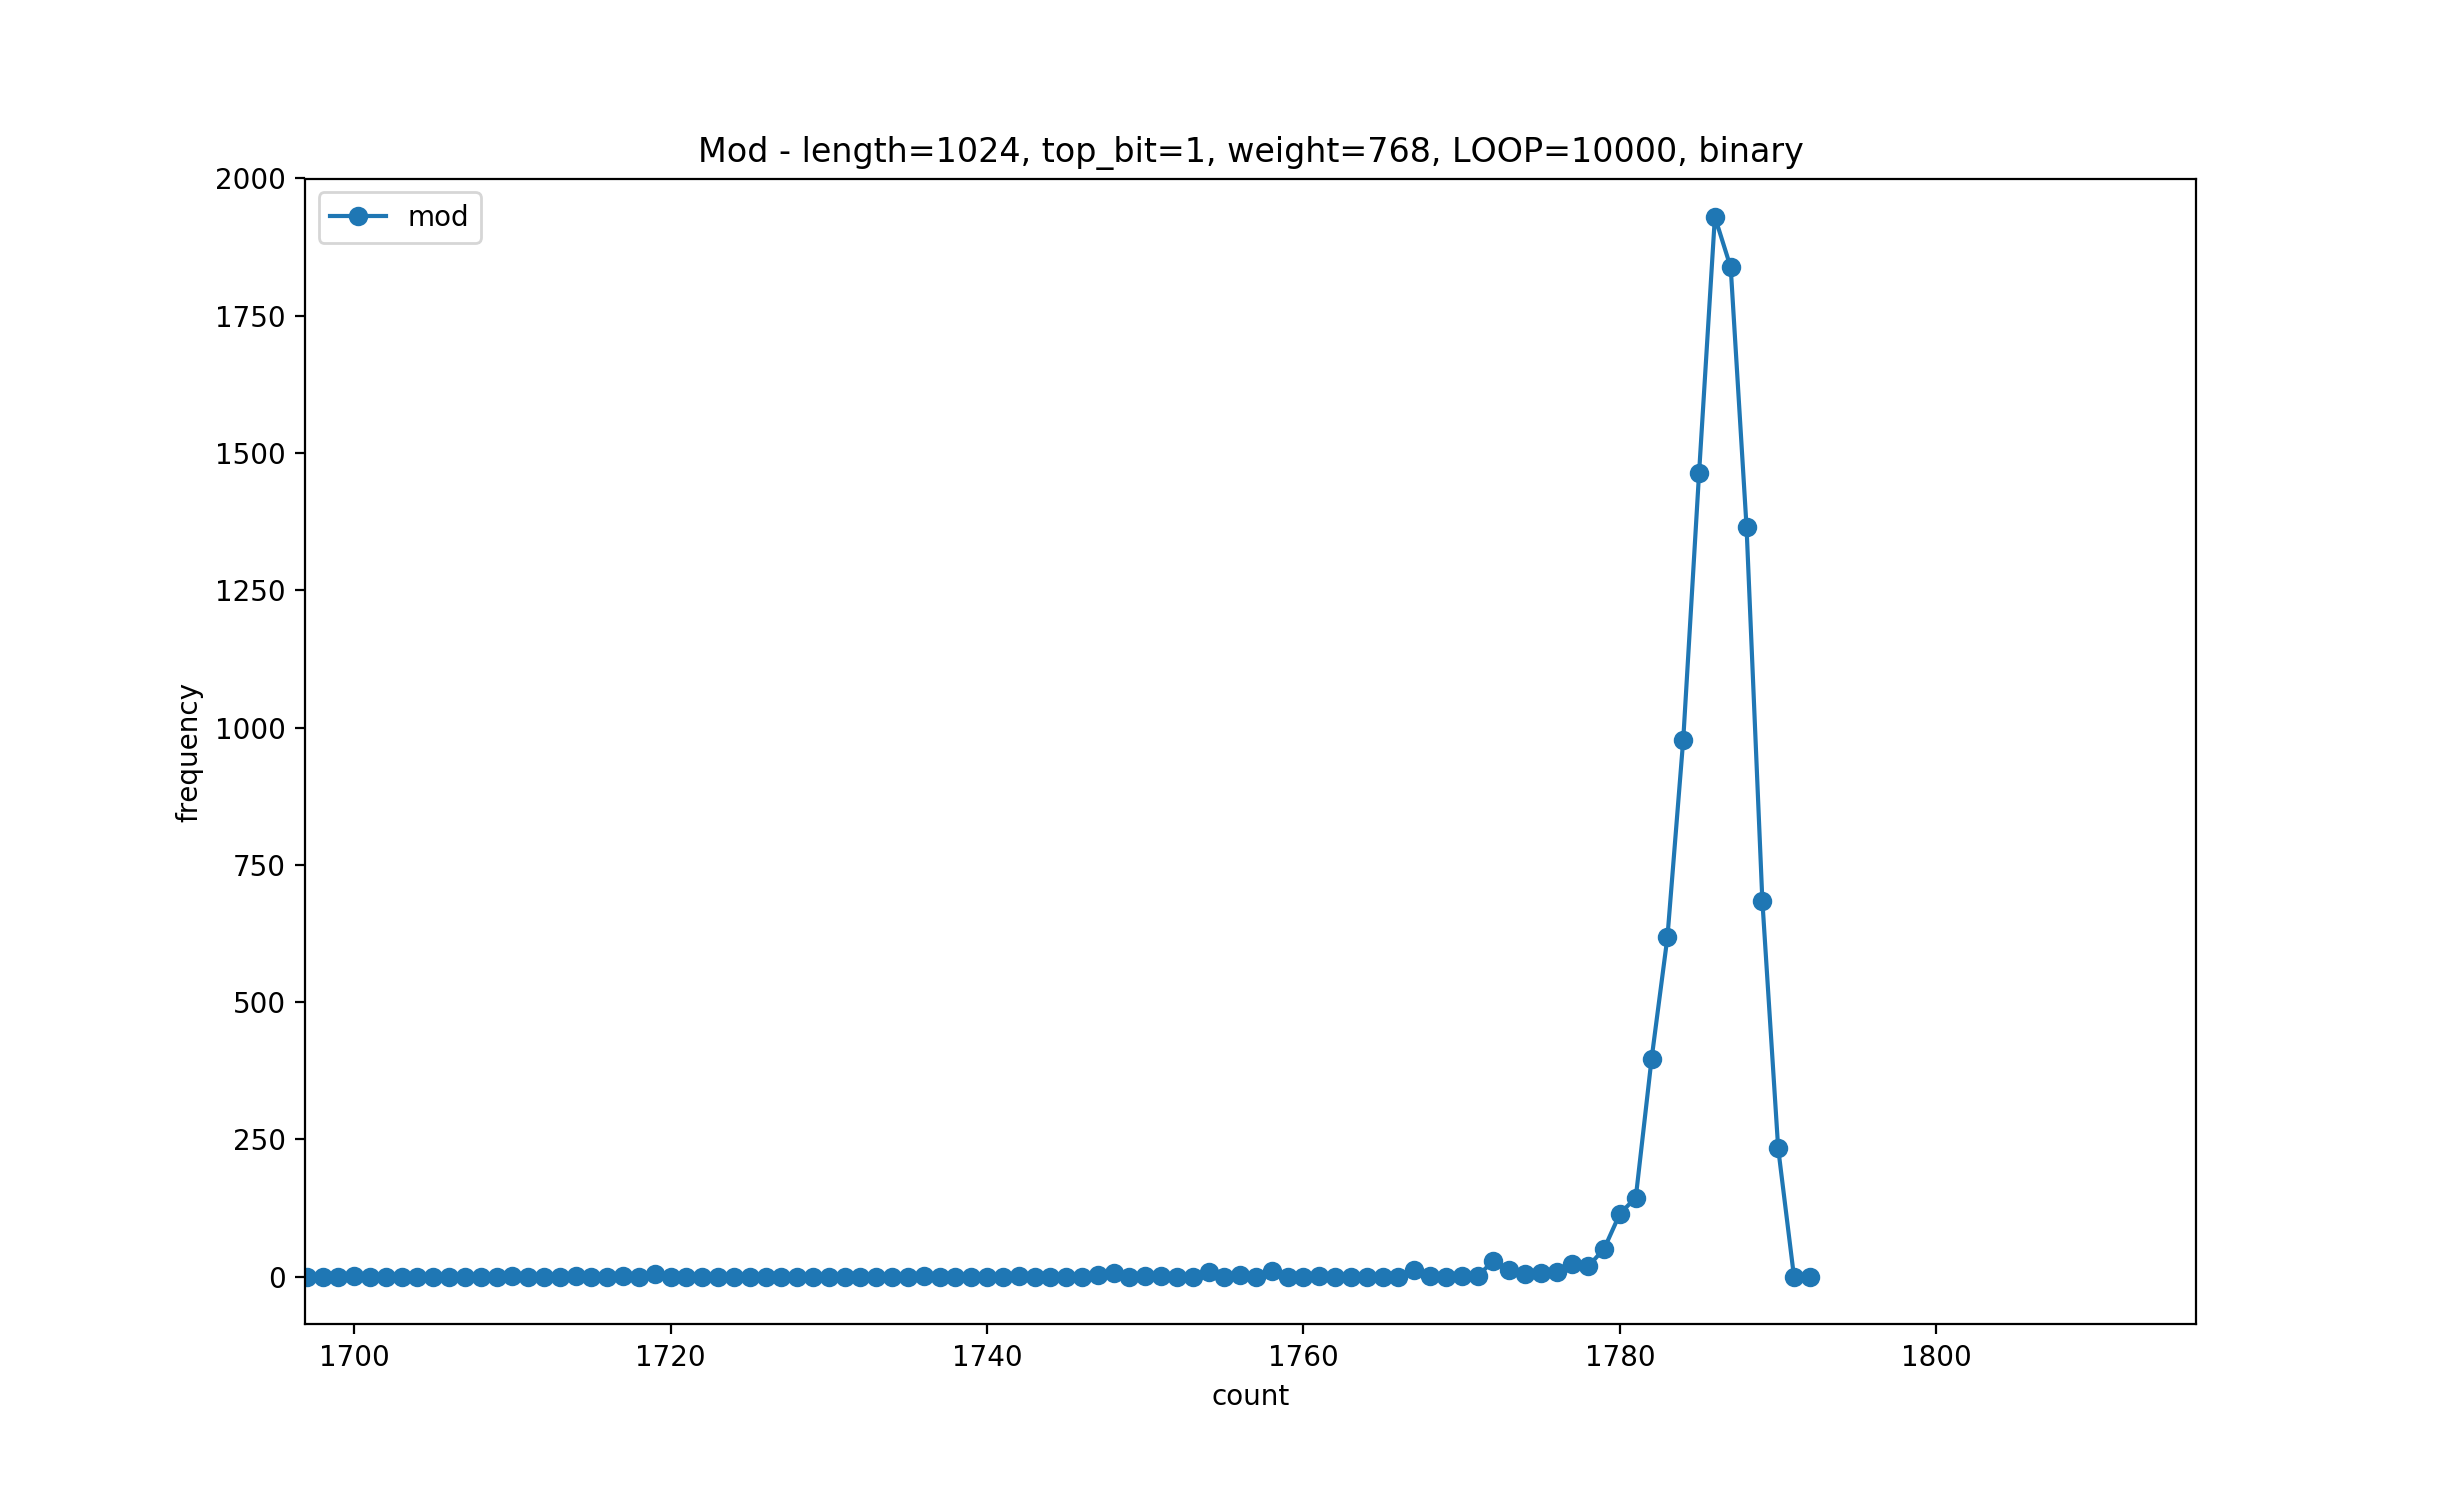 Mod - length=1024, top_bit=1, weight=768, LOOP=10000, binary
mod
2000
1750
1500
1250
1000
750
500
250
0
frequency
1700 1720 1740 1760 1780 1800
count